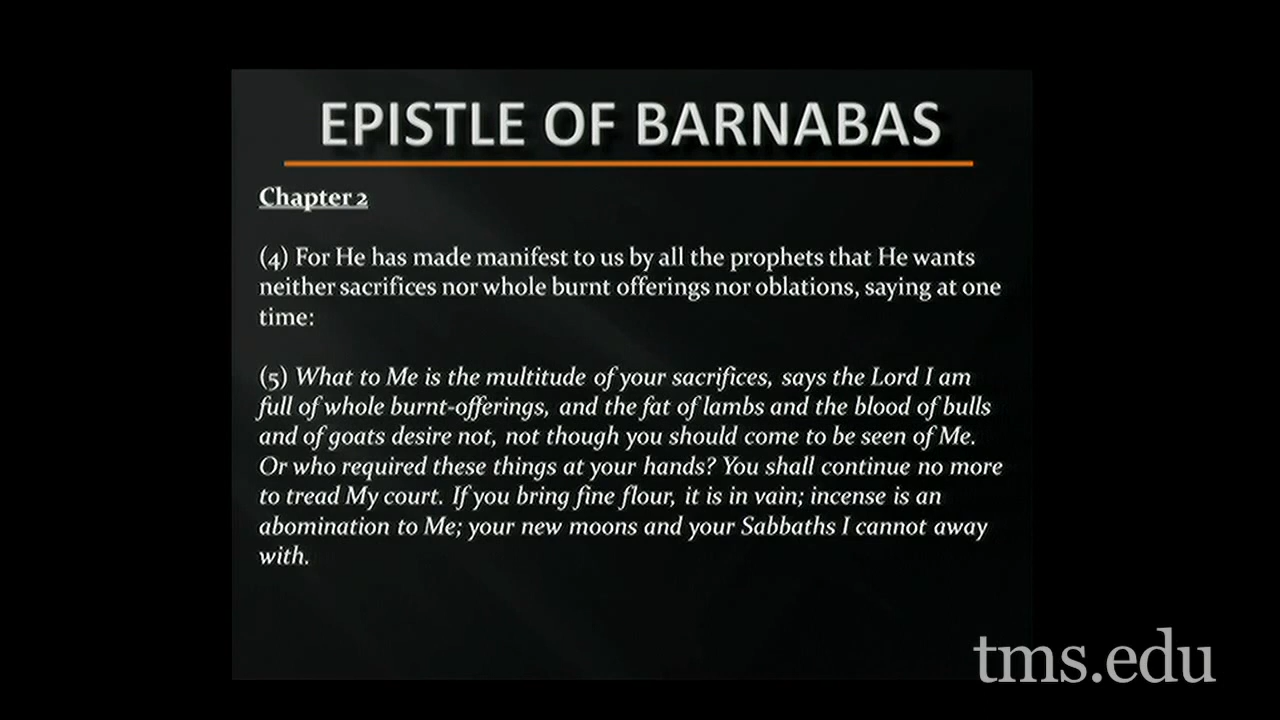 EPISTLE OF BARNABAS
Chapter 2
(4) For He has made manifest to us by all the prophets that He wants
neither sacrifices nor whole burnt offerings nor oblations, saying at one
time:
(5) What to Me is the multitude of your sacrifices, says the Lord I am
full of whole burnt-offerings, and the fat of lambs and the blood of bulls
and of goats desire not, not though you should come to be seen of Me.
Or who required these things at your hands? You shall continue no more
to tread My court. If you bring fine flour, it is in vain; incense is an
abomination to Me; your new moons and your Sabbaths I cannot away
with.
tms.edu